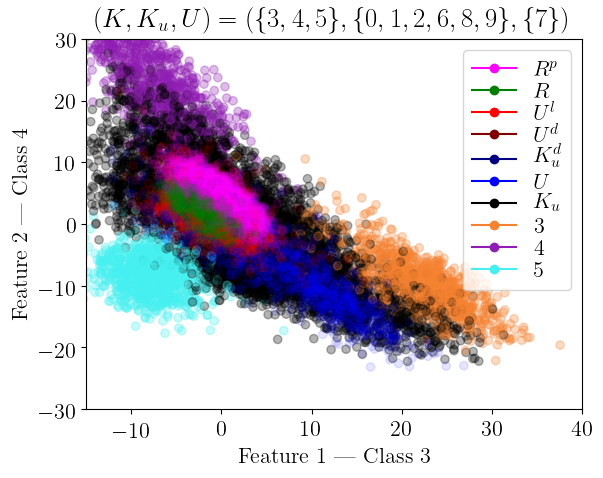 (K, K_u, U) = ({3, 4, 5}, {0, 1, 2, 6, 8, 9}, {7})
30
20
10
0
−10
−20
−30
Feature 2 — Class 4
−10
0
10
20
30
40
Feature 1 — Class 3
R^p
R
U^l
U^d
K_u^d
U
K_u
3
4
5